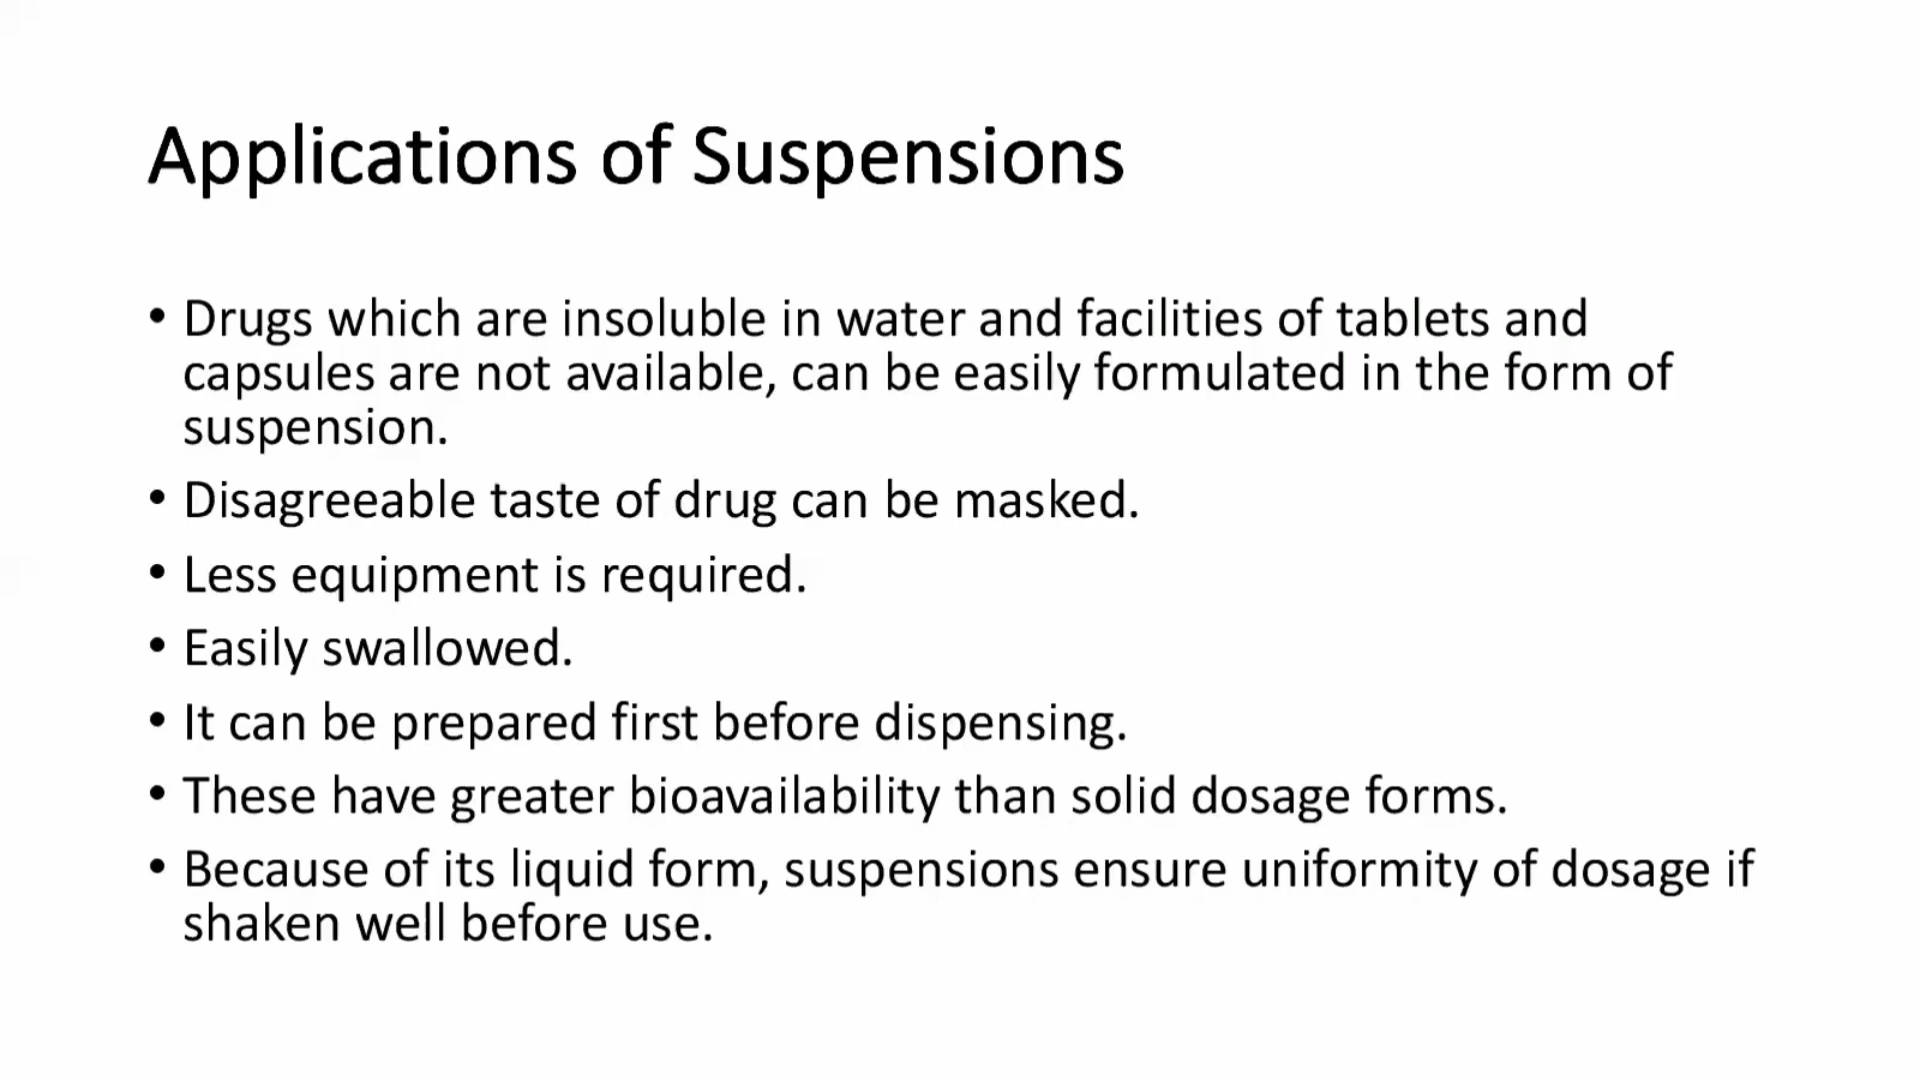 Applications of Suspensions
• Drugs which are insoluble in water and facilities of tablets and
capsules are not available, can be easily formulated in the form of
suspension.
• Disagreeable taste of drug can be masked.
• Less equipment is required.
• Easily swallowed.
• It can be prepared first before dispensing.
• These have greater bioavailability than solid dosage forms.
• Because of its liquid form, suspensions ensure uniformity of dosage if
shaken well before use.